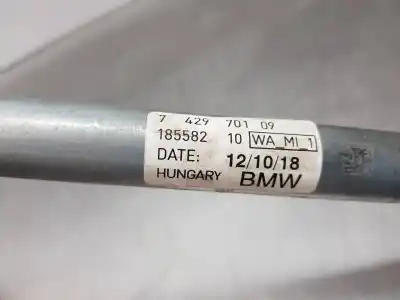 7 429 701 09
185582 10 WA_MI_1
DATE: 12/10/18
HUNGARY BMW